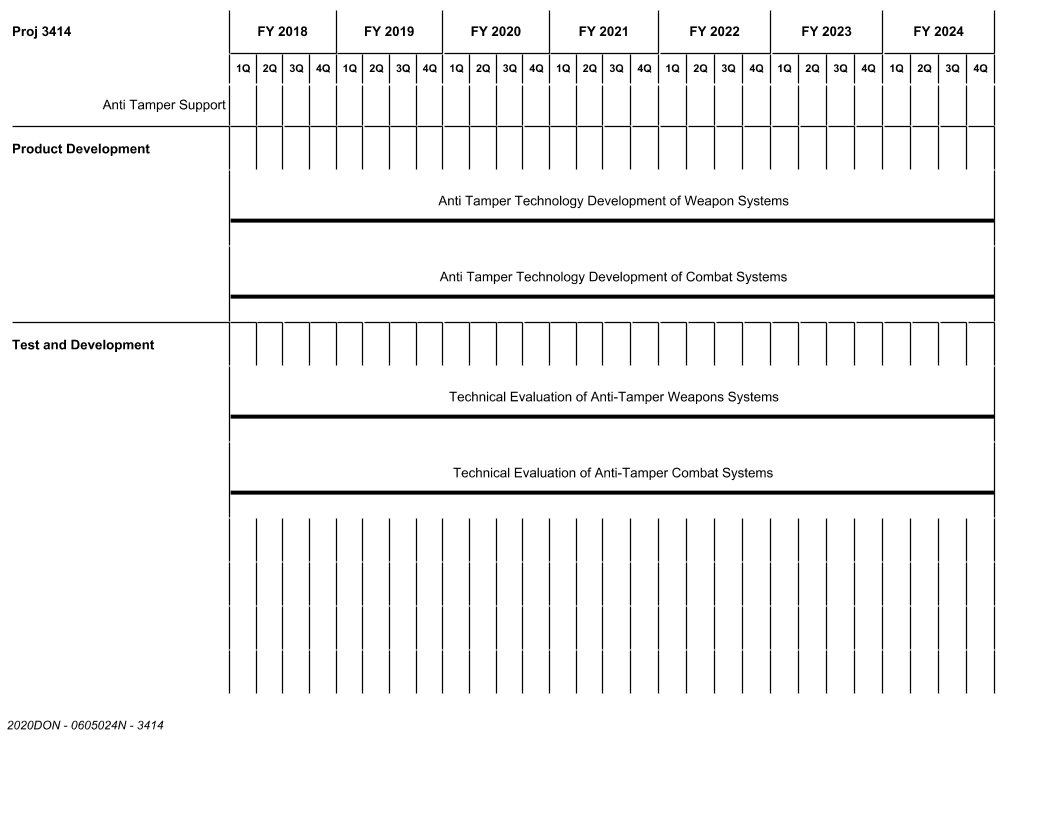 Proj 3414 FY 2018 FY 2019 FY 2020 FY 2021 FY 2022 FY 2023 FY 2024
1Q 2Q 3Q 4Q 1Q 2Q 3Q 4Q 1Q 2Q 3Q 4Q 1Q 2Q 3Q 4Q 1Q 2Q 3Q 4Q 1Q 2Q 3Q 4Q 1Q 2Q 3Q 4Q
Anti Tamper Support
Product Development
Anti Tamper Technology Development of Weapon Systems
Anti Tamper Technology Development of Combat Systems
Test and Development
Technical Evaluation of Anti-Tamper Weapons Systems
Technical Evaluation of Anti-Tamper Combat Systems
2020DON - 0605024N - 3414